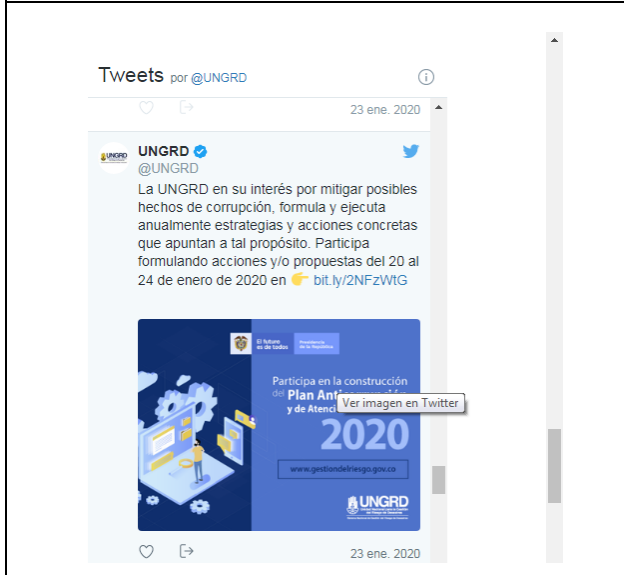 Tweets por @UNGRD
23 ene. 2020
UNGRD
@UNGRD
La UNGRD en su interés por mitigar posibles
hechos de corrupción, formula y ejecuta
anualmente estrategias y acciones concretas
que apuntan a tal propósito. Participa
formulando acciones y/o propuestas del 20 al
24 de enero de 2020 en 👉 bit.ly/2NFzWtG
El futuro
es de todos
Presidencia
de la República
Participa en la construcción
del Plan
Ver imagen en Twitter
y de
2020
www.gestiondelriesgo.gov.co
UNGRD
23 ene. 2020